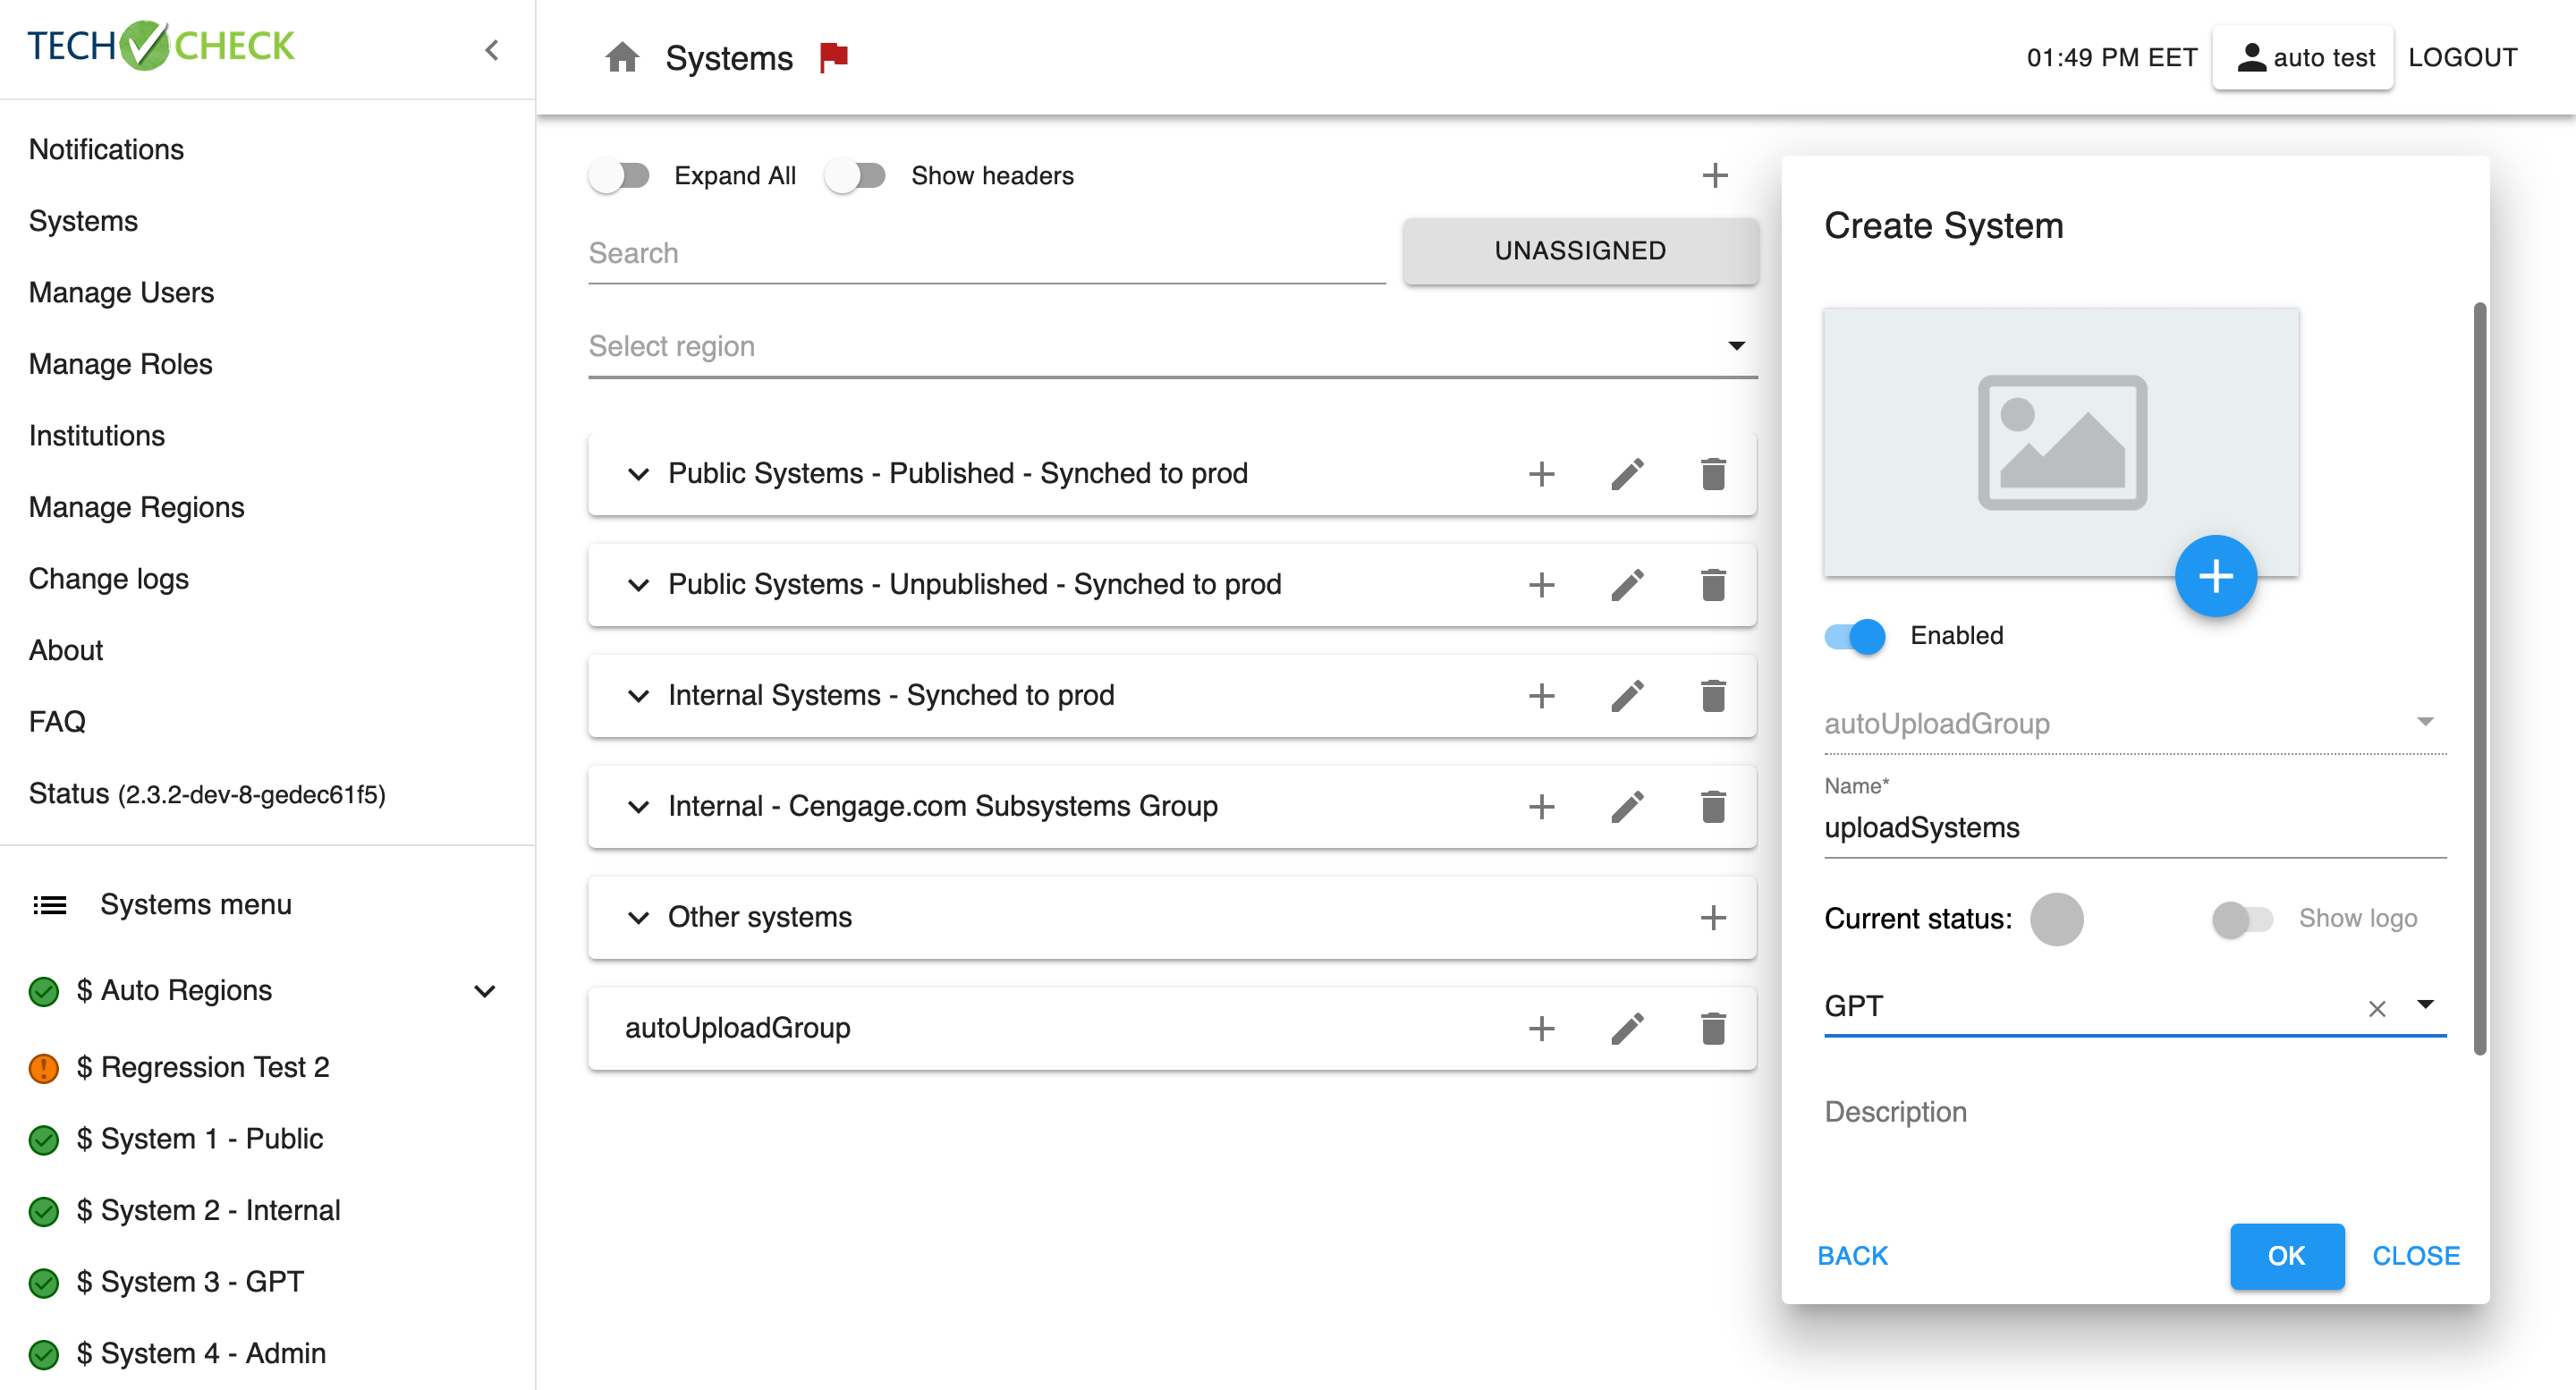 TECH CHECK
Notifications
Systems
Manage Users
Manage Roles
Institutions
Manage Regions
Change logs
About
FAQ
Status (2.3.2-dev-8-gedec61f5)
Systems menu
$ Auto Regions
$ Regression Test 2
$ System 1 - Public
$ System 2 - Internal
$ System 3 - GPT
$ System 4 - Admin
Systems
01:49 PM EET
auto test
LOGOUT
Expand All
Show headers
Search
UNASSIGNED
Select region
Public Systems - Published - Synched to prod
Public Systems - Unpublished - Synched to prod
Internal Systems - Synched to prod
Internal - Cengage.com Subsystems Group
Other systems
autoUploadGroup
Create System
Enabled
autoUploadGroup
Name*
uploadSystems
Current status:
Show logo
GPT
Description
BACK
OK
CLOSE